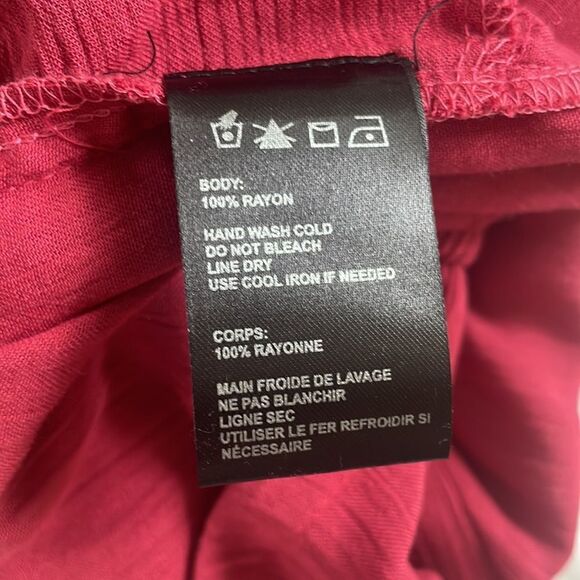 BODY:
100% RAYON
HAND WASH COLD
DO NOT BLEACH
LINE DRY
USE COOL IRON IF NEEDED
CORPS:
100% RAYONNE
MAIN FROIDE DE LAVAGE
NE PAS BLANCHIR
LIGNE SEC
UTILISER LE FER REFROIDIR SI
NÉCESSAIRE